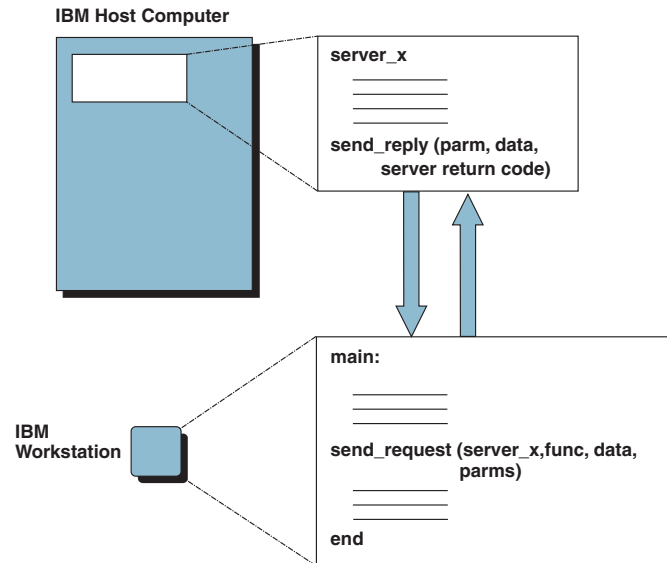 IBM Host Computer
server_x
send_reply (parm, data,
server return code)
main:
IBM
Workstation
send_request (server_x,func, data,
parms)
end